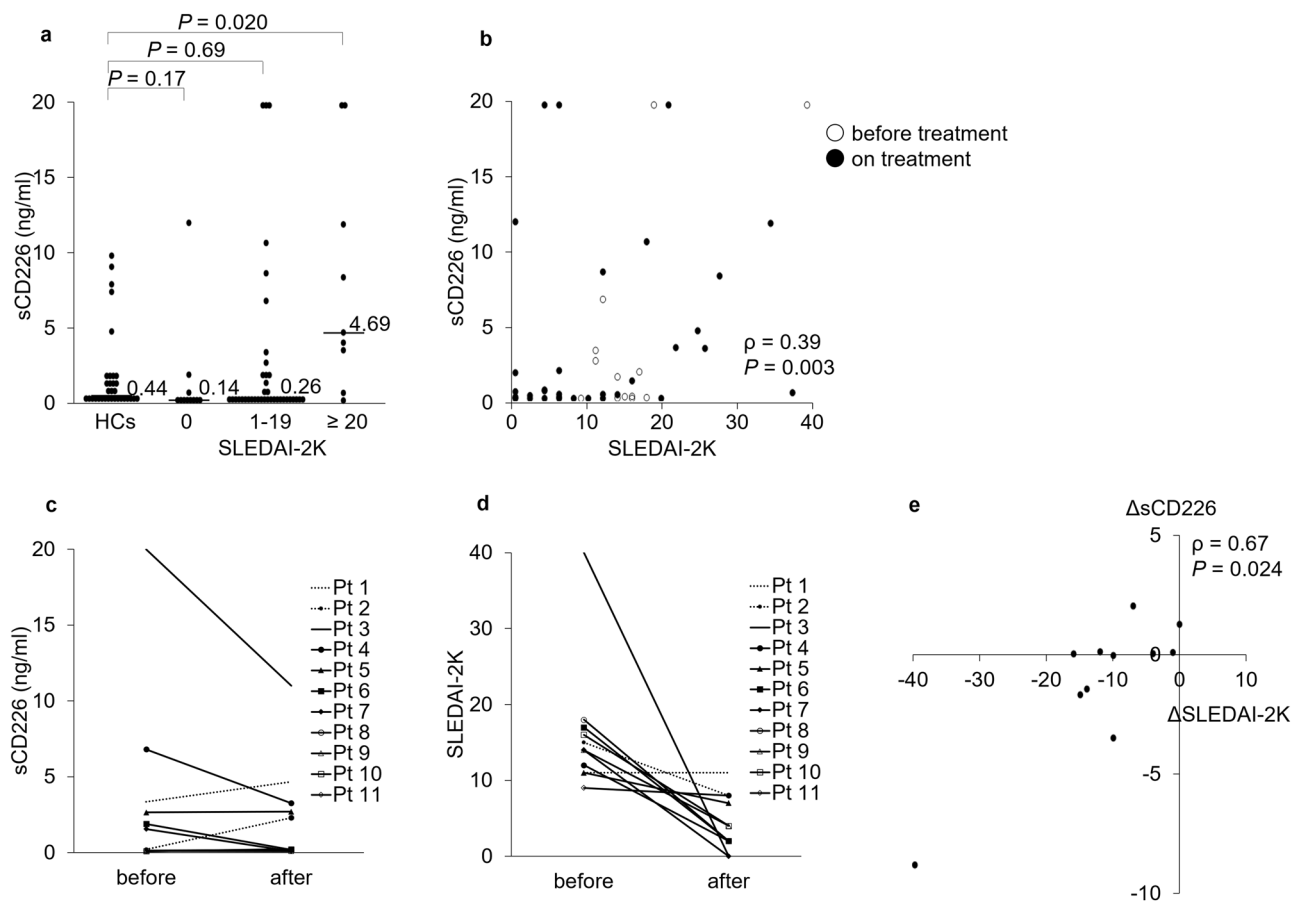 a
P = 0.020
P = 0.69
P = 0.17
sCD226 (ng/ml)
20
15
10
5
0
0.44
0.14
0.26
4.69
HCs
0
1-19
≥ 20
SLEDAI-2K
b
sCD226 (ng/ml)
20
15
10
5
0
before treatment
on treatment
ρ = 0.39
P = 0.003
0
10
20
30
40
SLEDAI-2K
c
sCD226 (ng/ml)
20
15
10
5
0
Pt 1
Pt 2
Pt 3
Pt 4
Pt 5
Pt 6
Pt 7
Pt 8
Pt 9
Pt 10
Pt 11
before
after
d
SLEDAI-2K
40
30
20
10
0
Pt 1
Pt 2
Pt 3
Pt 4
Pt 5
Pt 6
Pt 7
Pt 8
Pt 9
Pt 10
Pt 11
before
after
e
ΔsCD226
5
ρ = 0.67
P = 0.024
0
-40
-30
-20
-10
0
10
ΔSLEDAI-2K
-5
-10